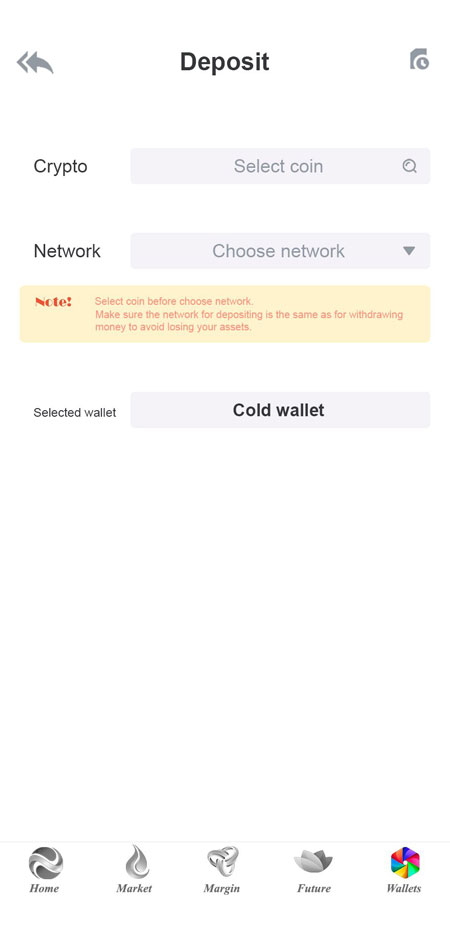 Deposit
Crypto
Select coin
Network
Choose network
Note!
Select coin before choose network.
Make sure the network for depositing is the same as for withdrawing
money to avoid losing your assets.
Selected wallet
Cold wallet
Home
Market
Margin
Future
Wallets